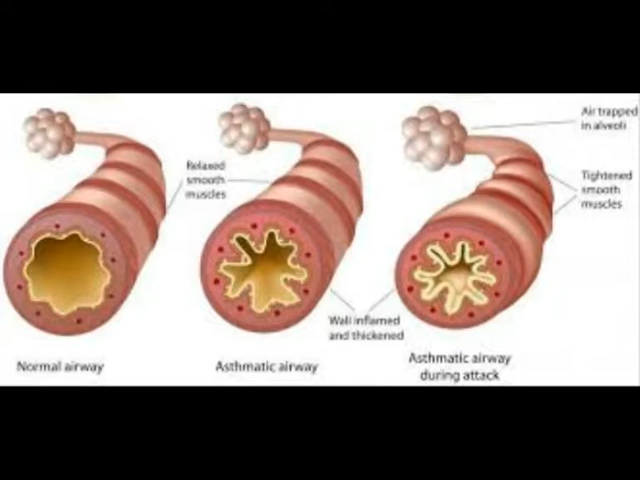 Air trapped
in alveoli
Relaxed
smooth
muscles
Tightened
smooth
muscles
Wall inflamed
and thickened
Normal airway
Asthmatic airway
Asthmatic airway
during attack